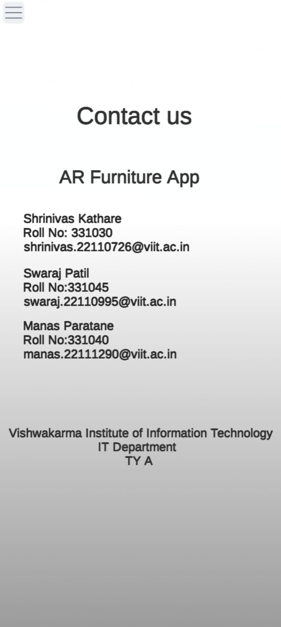 Contact us
AR Furniture App
Shrinivas Kathare
Roll No: 331030
shrinivas.22110726@viit.ac.in
Swaraj Patil
Roll No:331045
swaraj.22110995@viit.ac.in
Manas Paratane
Roll No:331040
manas.22111290@viit.ac.in
Vishwakarma Institute of Information Technology
IT Department
TY A